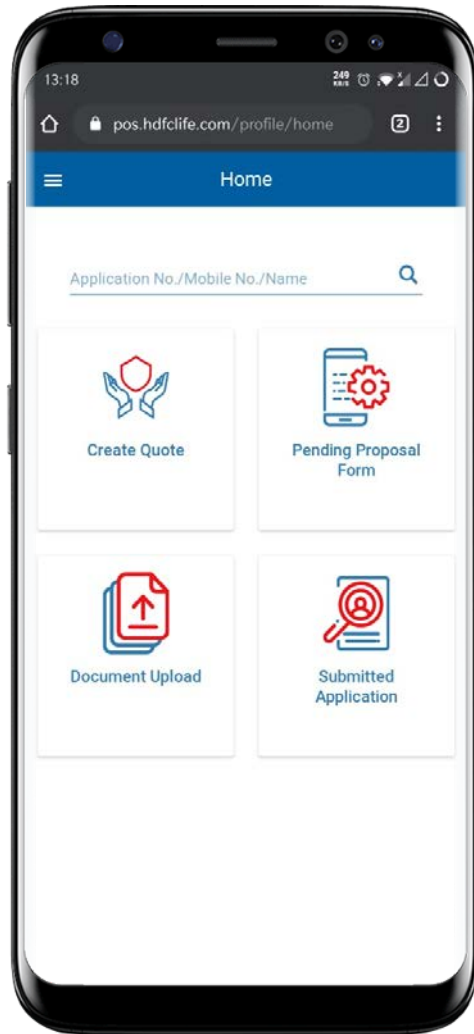 13:18
249
KB/S
pos.hdfclife.com/profile/home
2
Home
Application No./Mobile No./Name
Create Quote
Pending Proposal
Form
Document Upload
Submitted
Application